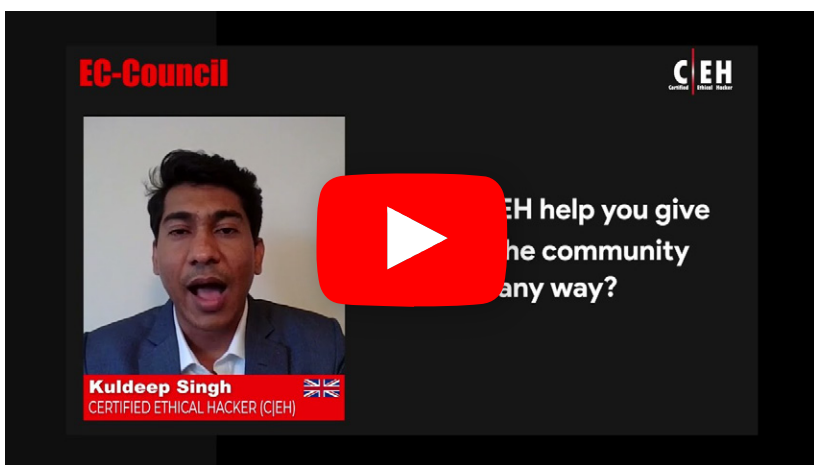 EC-Council
C|EH
Certified Ethical Hacker
EH help you give
he community
any way?
Kuldeep Singh
CERTIFIED ETHICAL HACKER (C|EH)